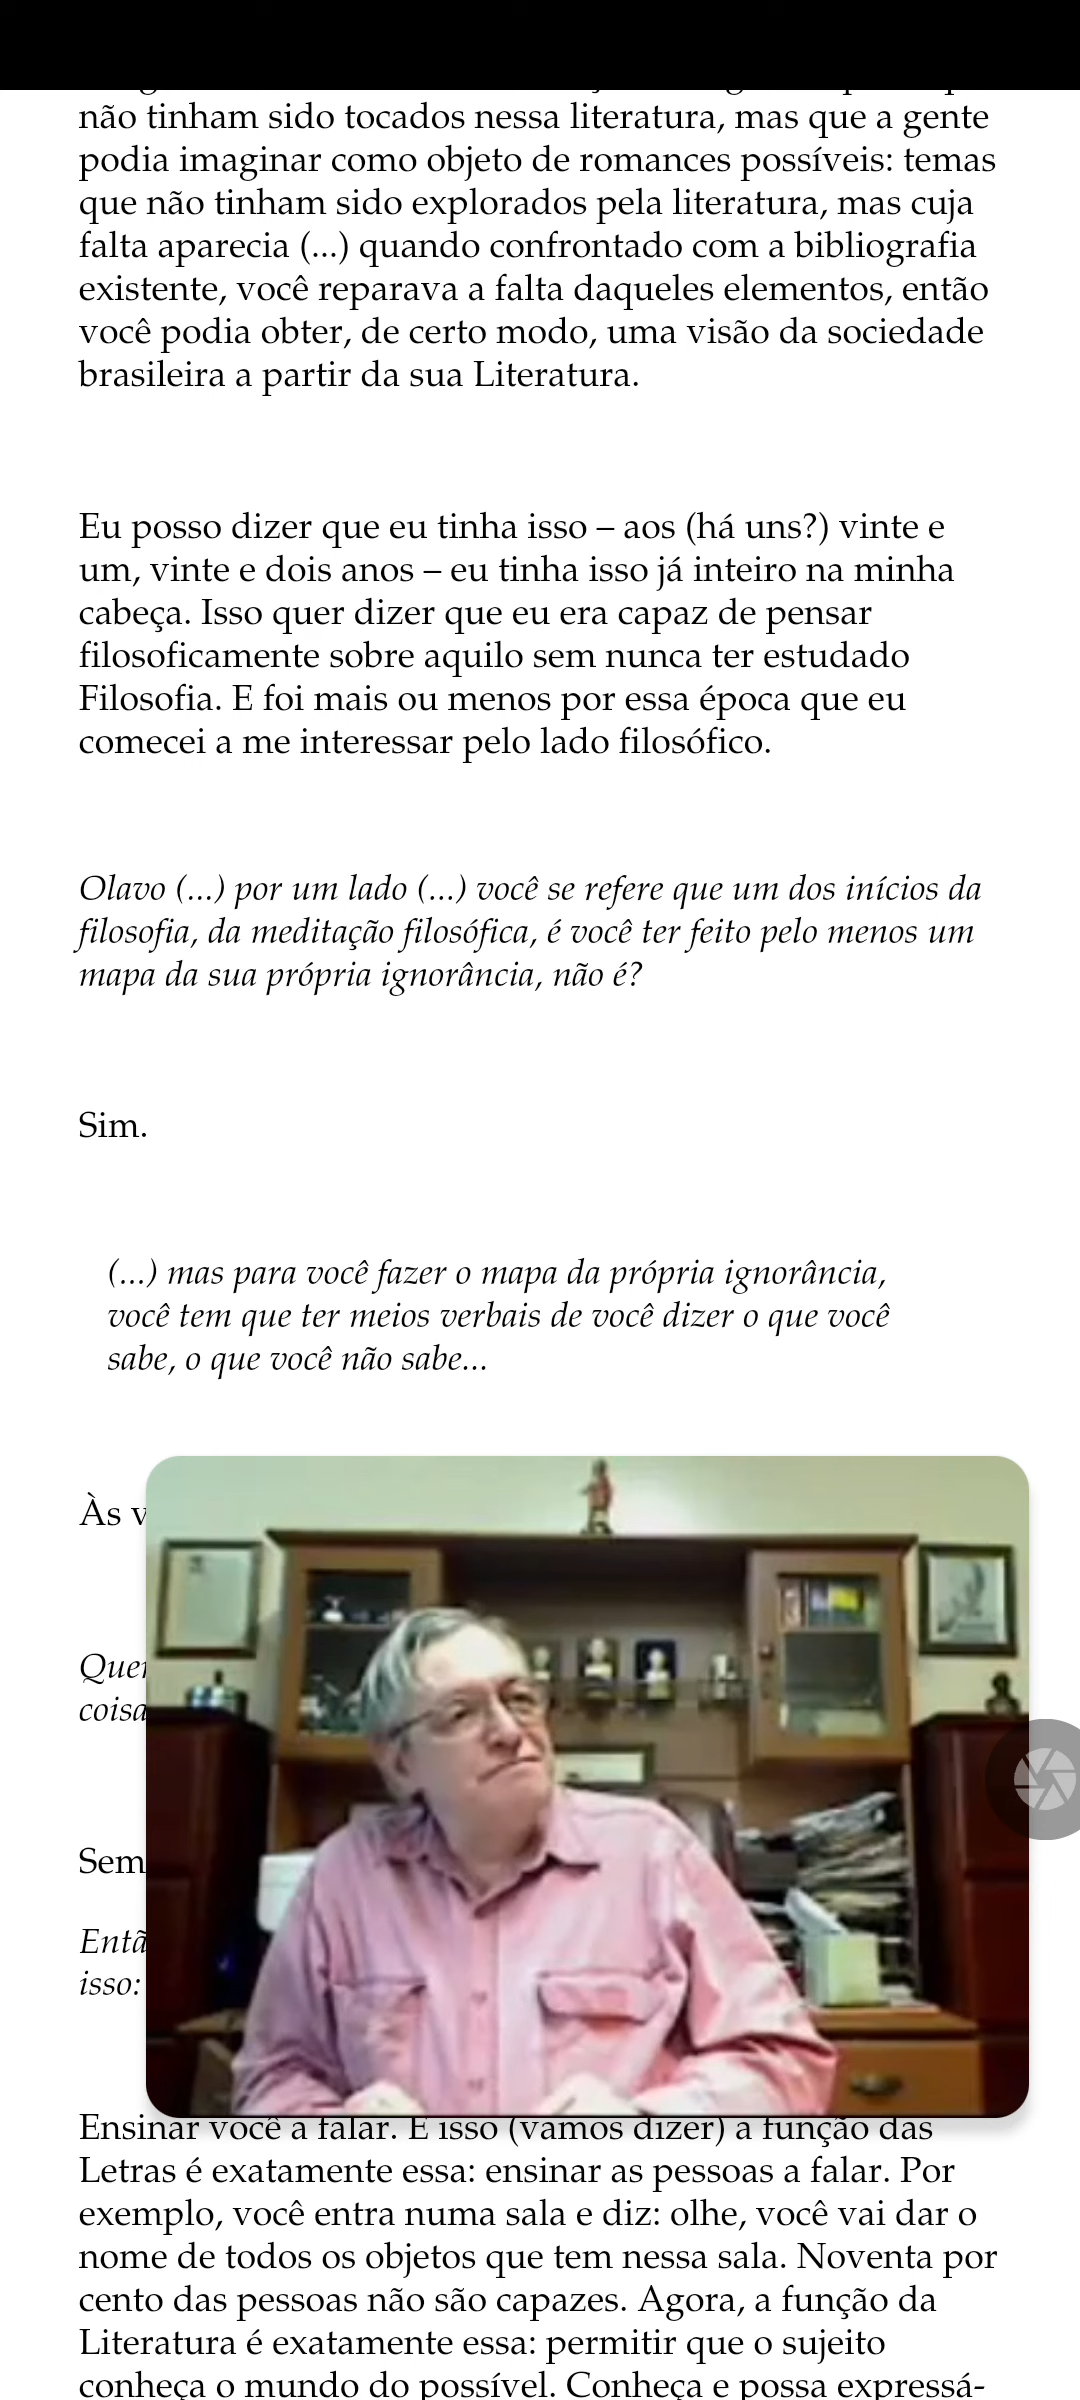 não tinham sido tocados nessa literatura, mas que a gente
podia imaginar como objeto de romances possíveis: temas
que não tinham sido explorados pela literatura, mas cuja
falta aparecia (...) quando confrontado com a bibliografia
existente, você reparava a falta daqueles elementos, então
você podia obter, de certo modo, uma visão da sociedade
brasileira a partir da sua Literatura.
Eu posso dizer que eu tinha isso – aos (há uns?) vinte e
um, vinte e dois anos – eu tinha isso já inteiro na minha
cabeça. Isso quer dizer que eu era capaz de pensar
filosoficamente sobre aquilo sem nunca ter estudado
Filosofia. E foi mais ou menos por essa época que eu
comecei a me interessar pelo lado filosófico.
Olavo (...) por um lado (...) você se refere que um dos inícios da
filosofia, da meditação filosófica, é você ter feito pelo menos um
mapa da sua própria ignorância, não é?
Sim.
(...) mas para você fazer o mapa da própria ignorância,
você tem que ter meios verbais de você dizer o que você
sabe, o que você não sabe...
Às v
Quer
coisa
Sem
Entã
isso:
Ensinar você a falar. E isso (vamos dizer) a função das
Letras é exatamente essa: ensinar as pessoas a falar. Por
exemplo, você entra numa sala e diz: olhe, você vai dar o
nome de todos os objetos que tem nessa sala. Noventa por
cento das pessoas não são capazes. Agora, a função da
Literatura é exatamente essa: permitir que o sujeito
conheça o mundo do possível. Conheça e possa expressá-